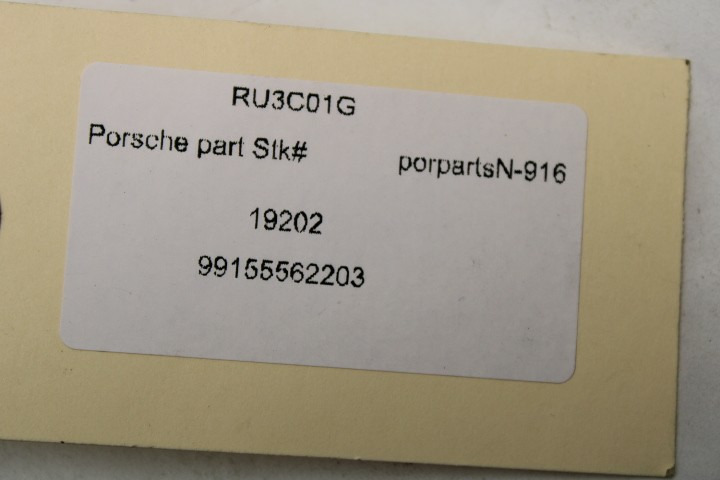 RU3C01G
Porsche part Stk# porpartsN-916
19202
99155562203